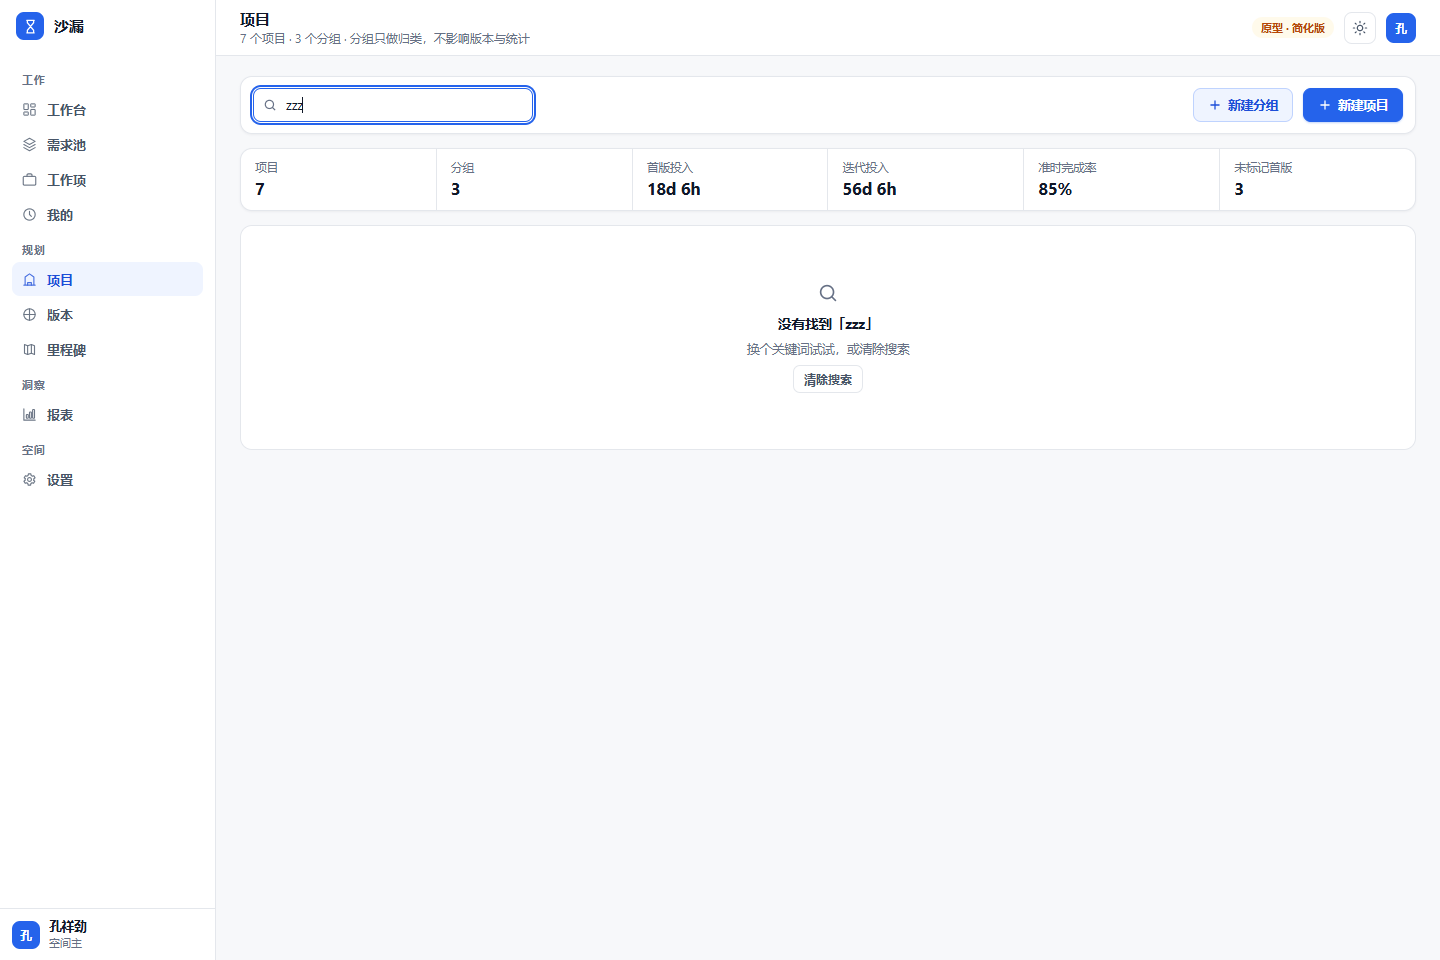 沙漏
工作
工作台
需求池
工作项
我的
规划
项目
版本
里程碑
洞察
报表
空间
设置
孔
孔祥劲
空间主
项目
7 个项目 · 3 个分组 · 分组只做归类，不影响版本与统计
原型 · 简化版
孔
zzz
新建分组
新建项目
项目
7
分组
3
首版投入
18d 6h
迭代投入
56d 6h
准时完成率
85%
未标记首版
3
没有找到「zzz」
换个关键词试试，或清除搜索
清除搜索